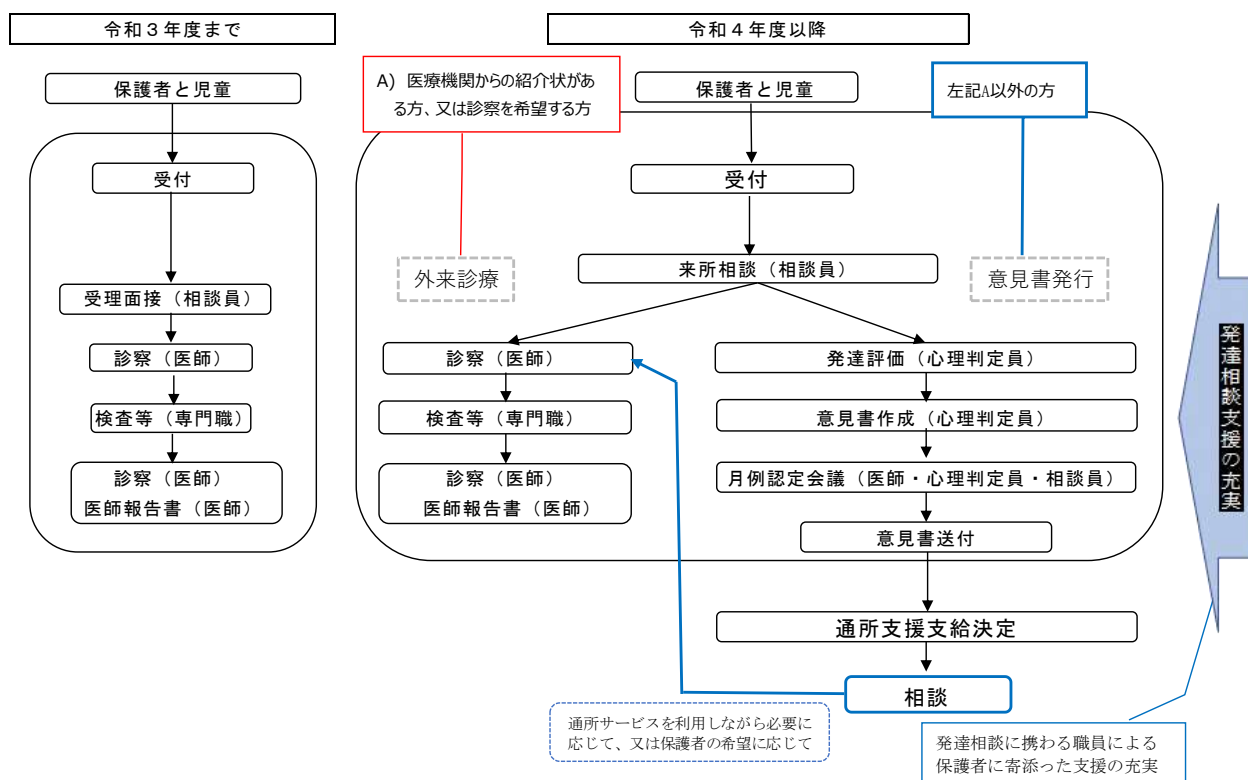 令和３年度まで
保護者と児童
受付
受理面接（相談員）
診察（医師）
検査等（専門職）
診察（医師）
医師報告書（医師）
令和４年度以降
A) 医療機関からの紹介状があ
る方、又は診察を希望する方
保護者と児童
左記A以外の方
受付
外来診療
来所相談（相談員）
意見書発行
診察（医師）
検査等（専門職）
診察（医師）
医師報告書（医師）
発達評価（心理判定員）
意見書作成（心理判定員）
月例認定会議（医師・心理判定員・相談員）
意見書送付
通所支援支給決定
相談
通所サービスを利用しながら必要に
応じて、又は保護者の希望に応じて
発達相談支援の充実
発達相談に携わる職員による
保護者に寄添った支援の充実